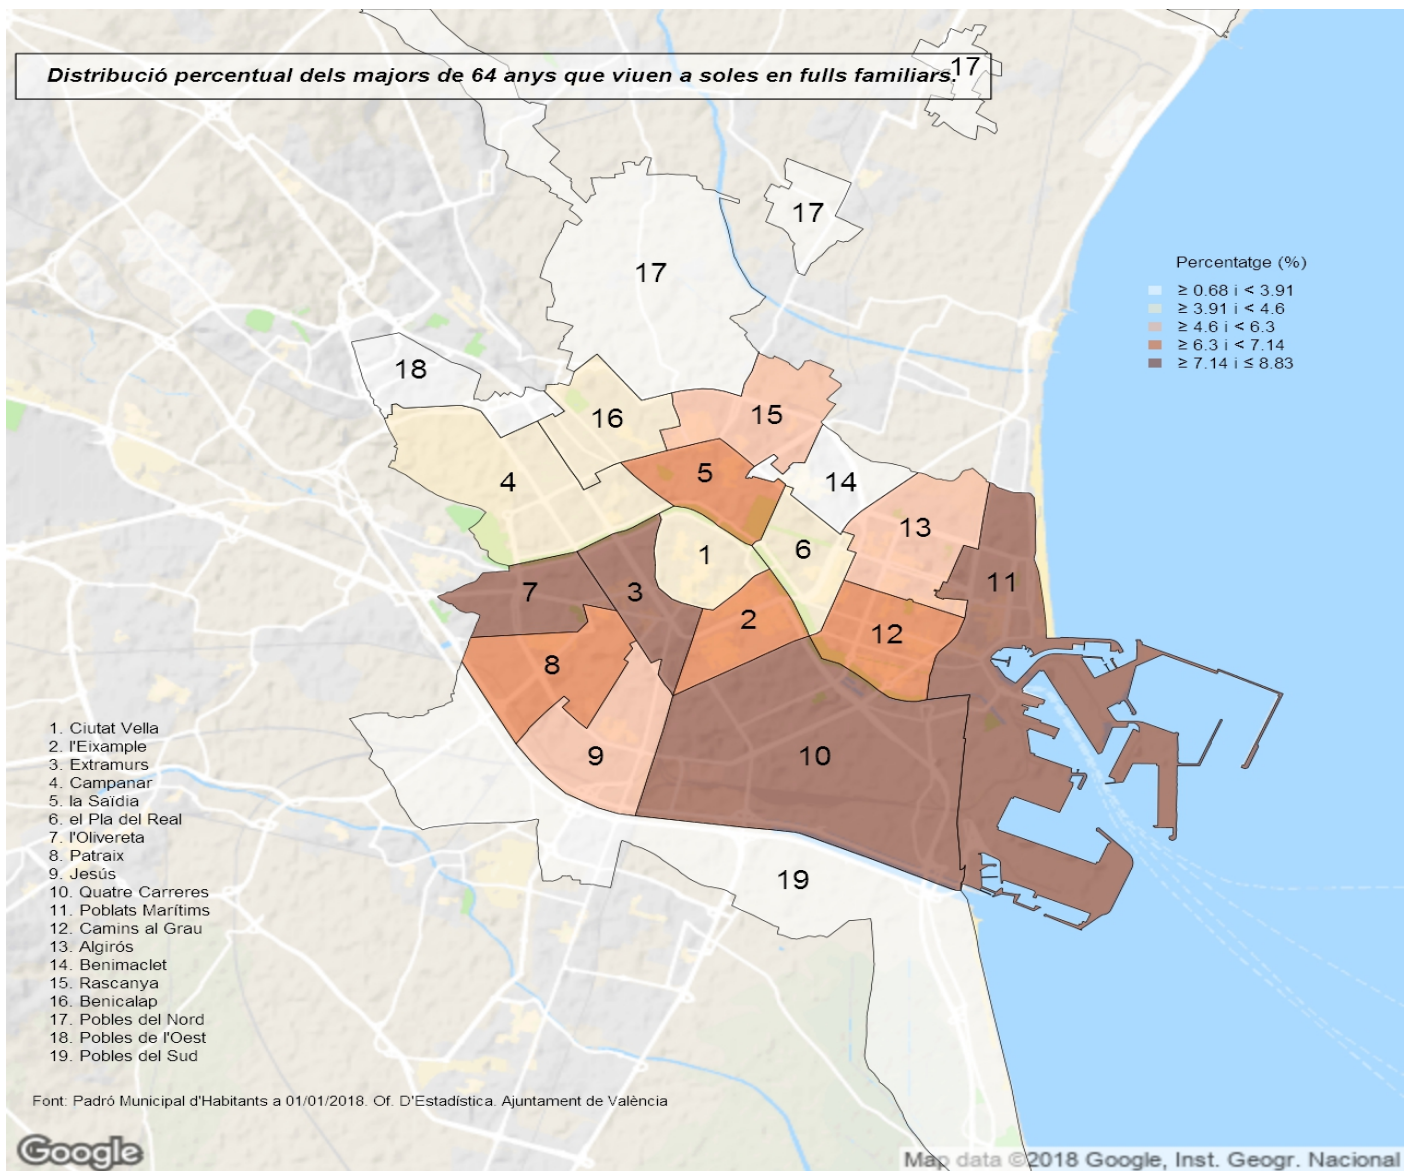 Distribució percentual dels majors de 64 anys que viuen a soles en fulls familiars.
17
17
17
18
16
15
4
5
14
13
1
6
11
7
3
2
12
8
9
10
19
Percentatge (%)
≥ 0.68 i < 3.91
≥ 3.91 i < 4.6
≥ 4.6 i < 6.3
≥ 6.3 i < 7.14
≥ 7.14 i ≤ 8.83
1. Ciutat Vella
2. l'Eixample
3. Extramurs
4. Campanar
5. la Saïdia
6. el Pla del Real
7. l'Olivereta
8. Patraix
9. Jesús
10. Quatre Carreres
11. Poblats Marítims
12. Camins al Grau
13. Algirós
14. Benimaclet
15. Rascanya
16. Benicalap
17. Pobles del Nord
18. Pobles de l'Oest
19. Pobles del Sud
Font: Padró Municipal d'Habitants a 01/01/2018. Of. D'Estadística. Ajuntament de València
Google
Map data ©2018 Google, Inst. Geogr. Nacional